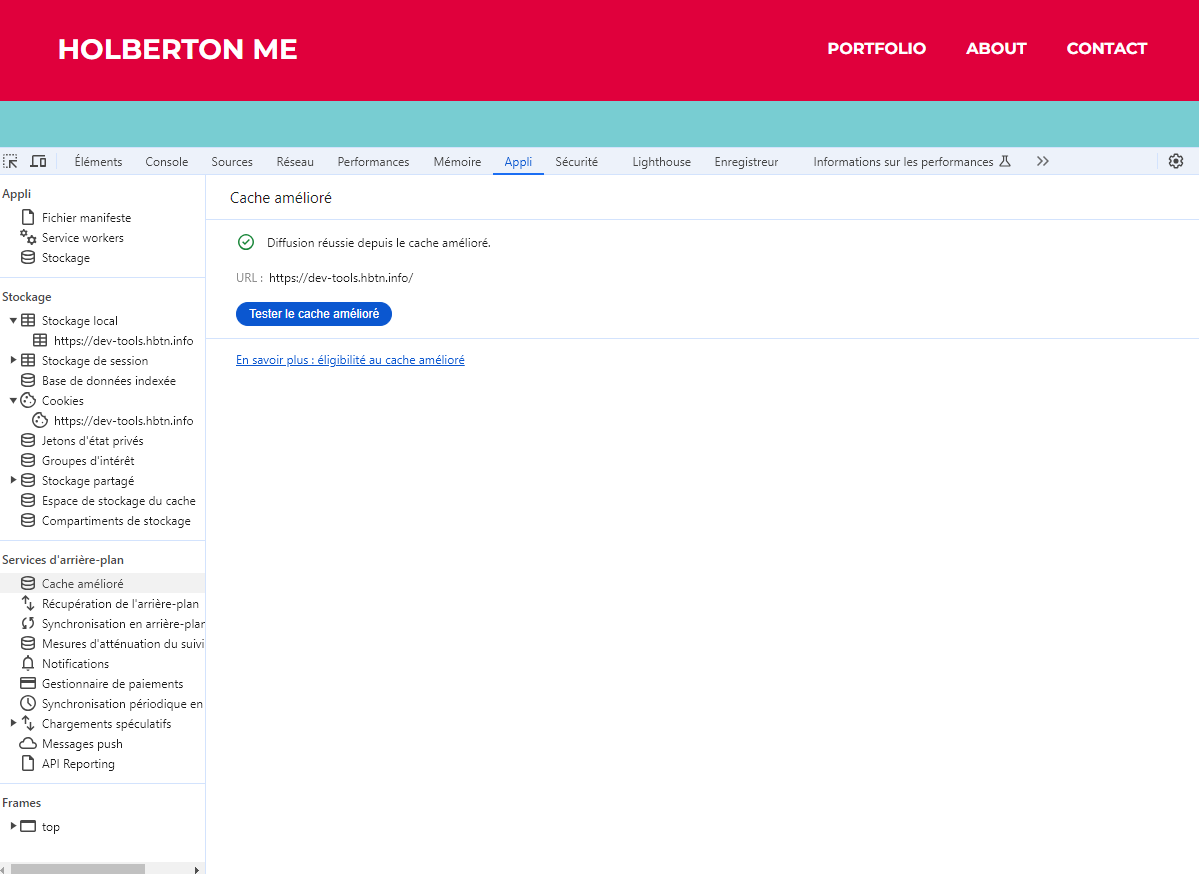 HOLBERTON ME
PORTFOLIO ABOUT CONTACT
Éléments Console Sources Réseau Performances Mémoire Appli Sécurité Lighthouse Enregistreur Informations sur les performances
Appli
Fichier manifeste
Service workers
Stockage
Stockage
Stockage local
https://dev-tools.hbtn.info
Stockage de session
Base de données indexée
Cookies
https://dev-tools.hbtn.info
Jetons d'état privés
Groupes d'intérêt
Stockage partagé
Espace de stockage du cache
Compartiments de stockage
Services d'arrière-plan
Cache amélioré
Récupération de l'arrière-plan
Synchronisation en arrière-plan
Mesures d'atténuation du suivi
Notifications
Gestionnaire de paiements
Synchronisation périodique en
Chargements spéculatifs
Messages push
API Reporting
Frames
top
Cache amélioré
Diffusion réussie depuis le cache amélioré.
URL : https://dev-tools.hbtn.info/
Tester le cache amélioré
En savoir plus : éligibilité au cache amélioré